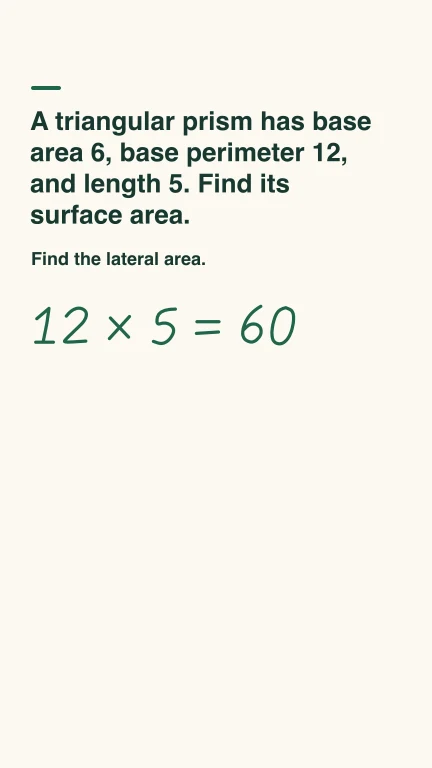 A triangular prism has base
area 6, base perimeter 12,
and length 5. Find its
surface area.
Find the lateral area.
12 × 5 = 60